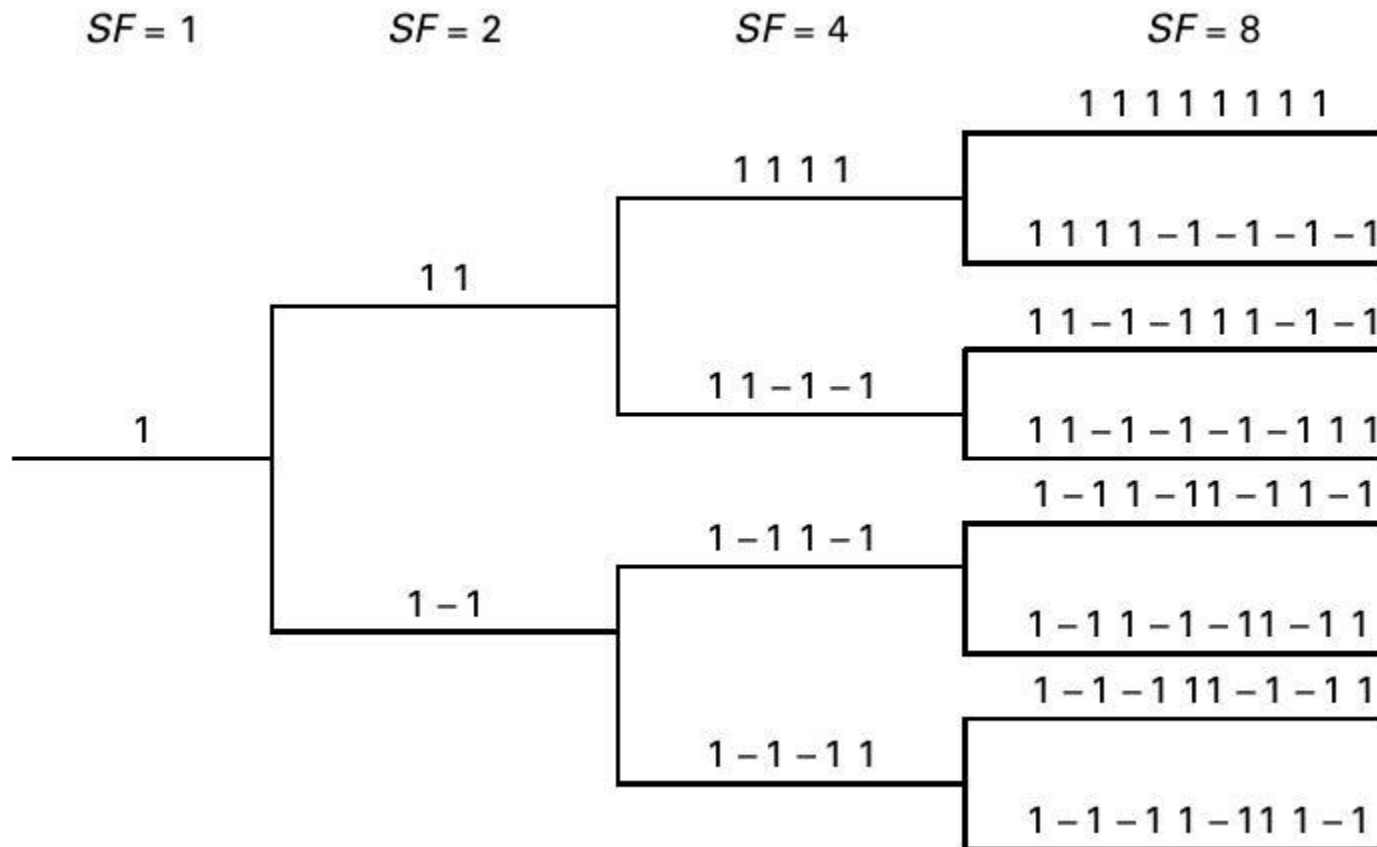 SF = 1 SF = 2 SF = 4 SF = 8
1 1 1 1 1 1 1 1
1 1 1 1
1 1 1 1 – 1 – 1 – 1 – 1
1 1
1 1 – 1 – 1 1 1 – 1 – 1
1 1 – 1 – 1
1
1 1 – 1 – 1 – 1 – 1 1 1
1 – 1 1 – 11 – 1 1 – 1
1 – 1 1 – 1
1 – 1
1 – 1 1 – 1 – 11 – 1 1
1 – 1 – 1 11 – 1 – 1 1
1 – 1 – 1 1
1 – 1 – 1 1 – 11 1 – 1